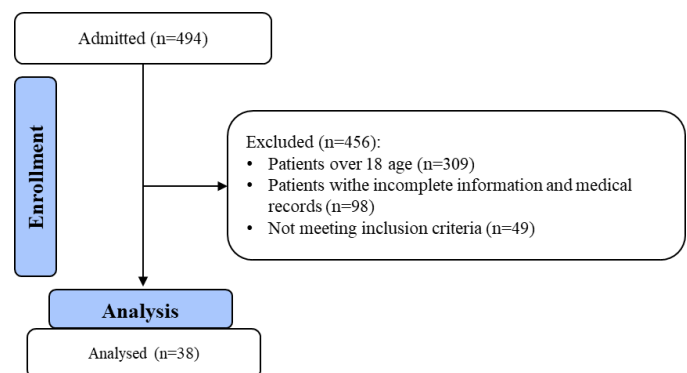 Admitted (n=494)
Enrollment
Excluded (n=456):
• Patients over 18 age (n=309)
• Patients withe incomplete information and medical
records (n=98)
• Not meeting inclusion criteria (n=49)
Analysis
Analysed (n=38)